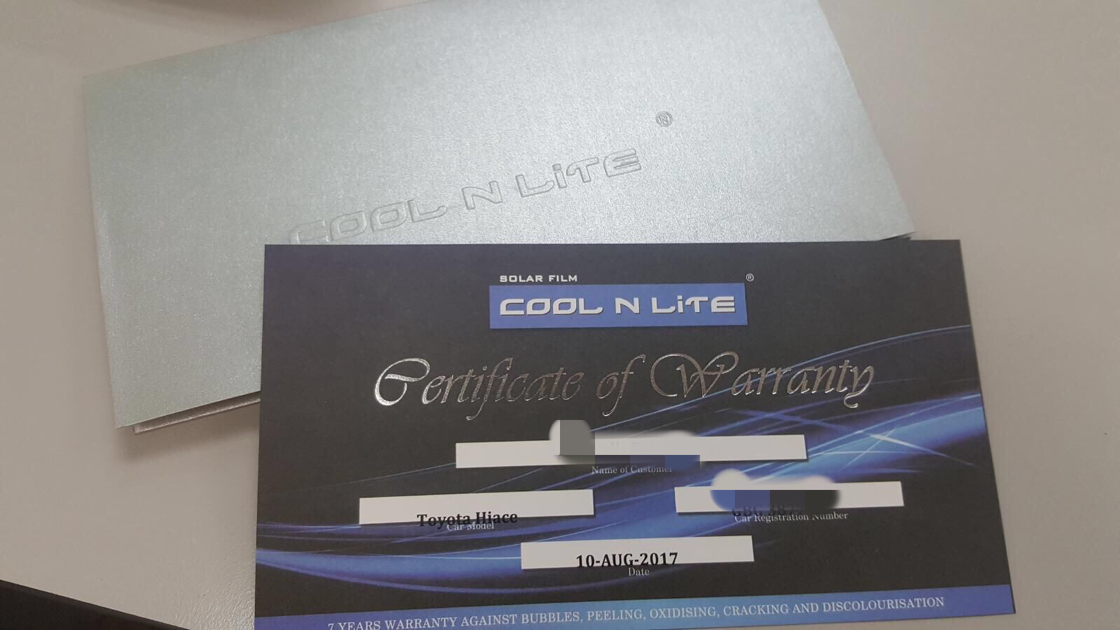 COOL N LiTE ®
SOLAR FILM
COOL N LiTE ®
Certificate of Warranty
Name of Customer
Toyota Hiace
Car Model
GBG
Car Registration Number
10-AUG-2017
Date
7 YEARS WARRANTY AGAINST BUBBLES, PEELING, OXIDISING, CRACKING AND DISCOLOURISATION